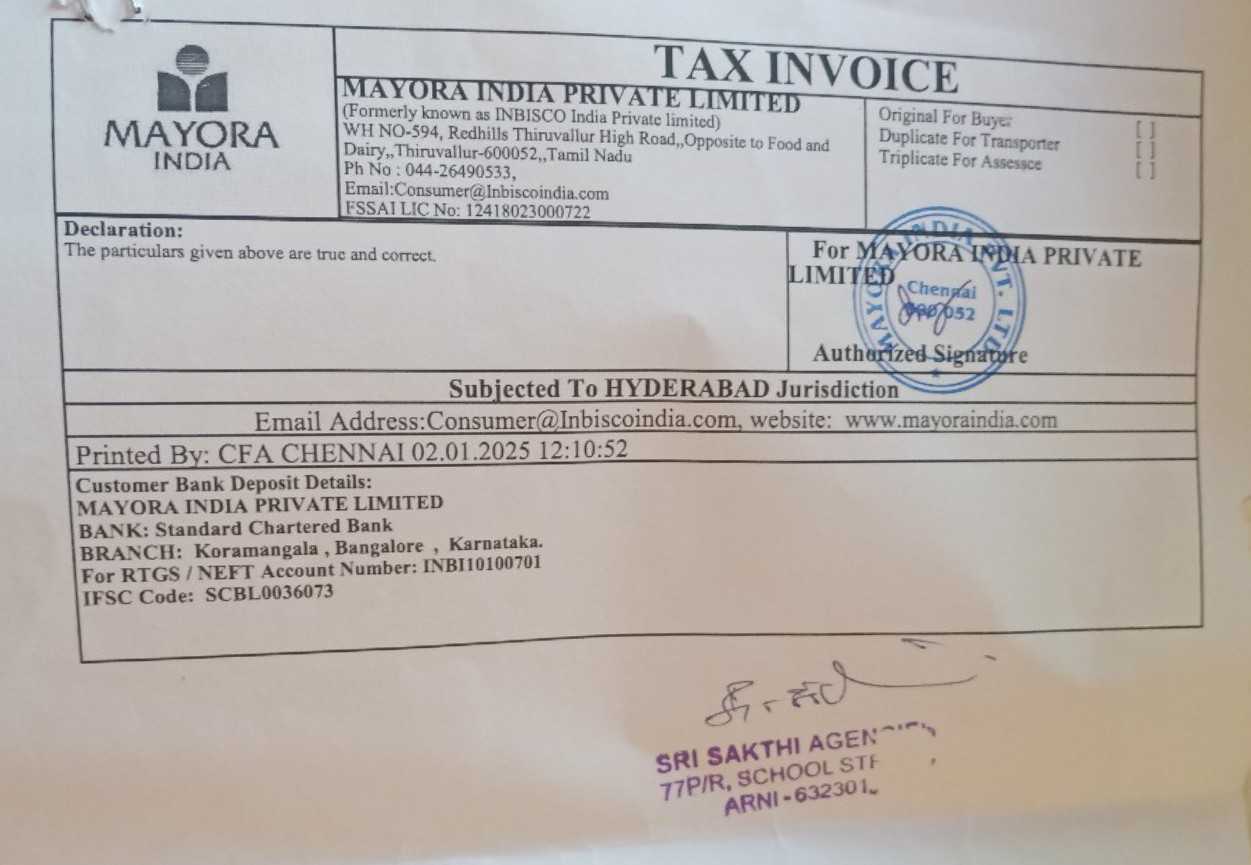 MAYORA
INDIA
TAX INVOICE
MAYORA INDIA PRIVATE LIMITED
(Formerly known as INBISCO India Private limited)
WH NO-594, Redhills Thiruvallur High Road,,Opposite to Food and
Dairy,,Thiruvallur-600052,,Tamil Nadu
Ph No : 044-26490533,
Email:Consumer@Inbiscoindia.com
FSSAI LIC No: 12418023000722
Original For Buyer [ ]
Duplicate For Transporter [ ]
Triplicate For Assessce [ ]
Declaration:
The particulars given above are true and correct.
For MAYORA INDIA PRIVATE
LIMITED
MAYORA INDIA PVT. LTD
Chennai
052
Authorized Signature
Subjected To HYDERABAD Jurisdiction
Email Address:Consumer@Inbiscoindia.com, website: www.mayoraindia.com
Printed By: CFA CHENNAI 02.01.2025 12:10:52
Customer Bank Deposit Details:
MAYORA INDIA PRIVATE LIMITED
BANK: Standard Chartered Bank
BRANCH: Koramangala , Bangalore , Karnataka.
For RTGS / NEFT Account Number: INBI10100701
IFSC Code: SCBL0036073
SRI SAKTHI
77P/R, SCHOOL
ARNI-632301